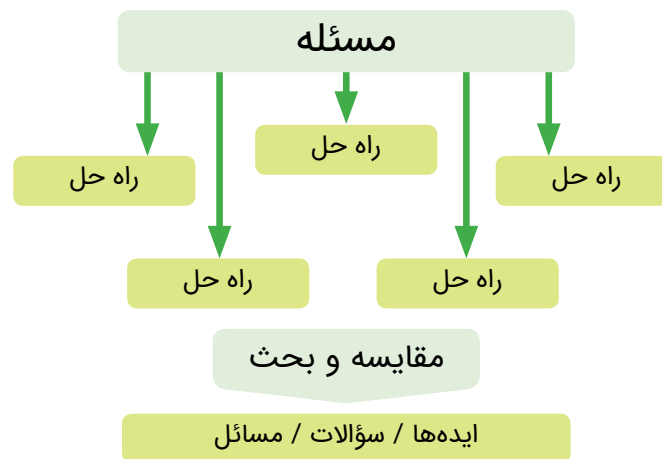 مسئله
راه حل
راه حل
راه حل
راه حل
راه حل
مقایسه و بحث
ایده‌ها / سؤالات / مسائل